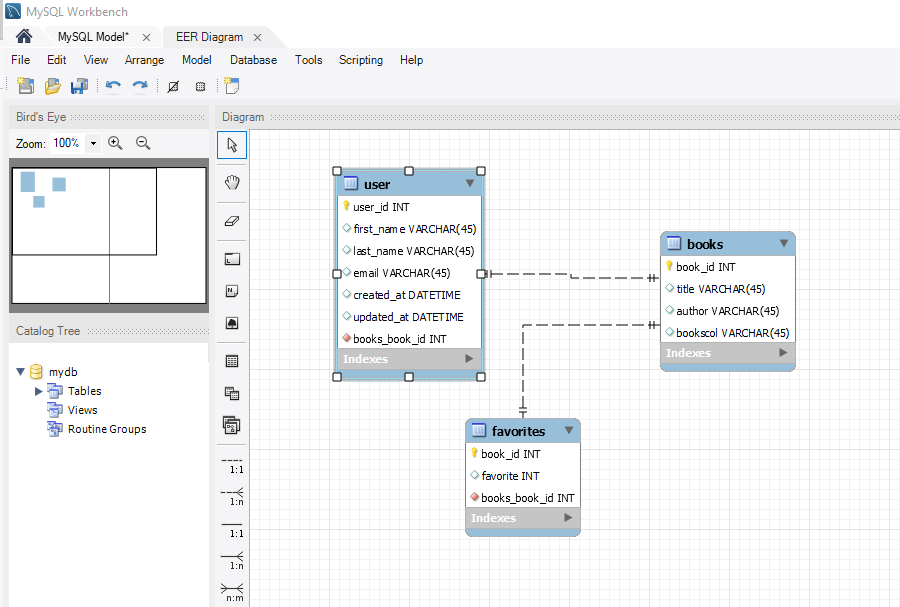 MySQL Workbench
MySQL Model* EER Diagram
File Edit View Arrange Model Database Tools Scripting Help
Bird's Eye
Zoom: 100%
Catalog Tree
mydb
Tables
Views
Routine Groups
Diagram
1:1
1:n
1:1
1:n
n:m
user
user_id INT
first_name VARCHAR(45)
last_name VARCHAR(45)
email VARCHAR(45)
created_at DATETIME
updated_at DATETIME
books_book_id INT
Indexes
books
book_id INT
title VARCHAR(45)
author VARCHAR(45)
bookscol VARCHAR(45)
Indexes
favorites
book_id INT
favorite INT
books_book_id INT
Indexes